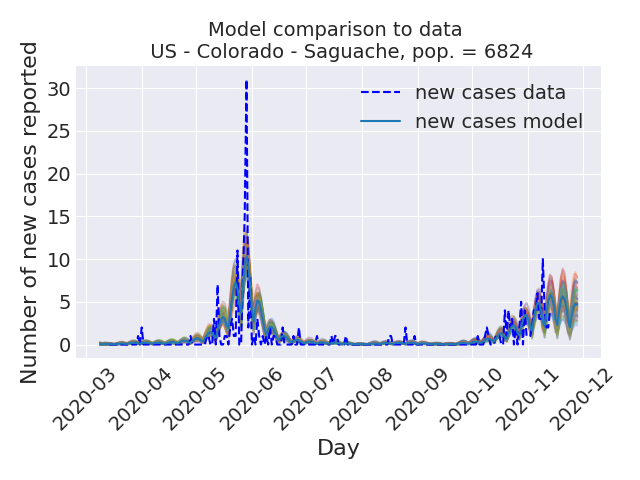 Model comparison to data
US - Colorado - Saguache, pop. = 6824
Number of new cases reported
30
25
20
15
10
5
0
new cases data
new cases model
2020-03
2020-04
2020-05
2020-06
2020-07
2020-08
2020-09
2020-10
2020-11
2020-12
Day